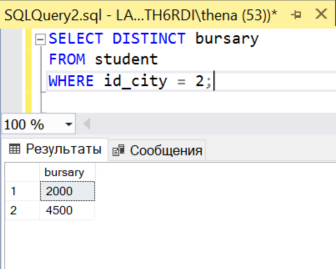 SQLQuery2.sql - LA...TH6RDI\thena (53))*
SELECT DISTINCT bursary
FROM student
WHERE id_city = 2;
100 %
Результаты Сообщения
bursary
1 2000
2 4500